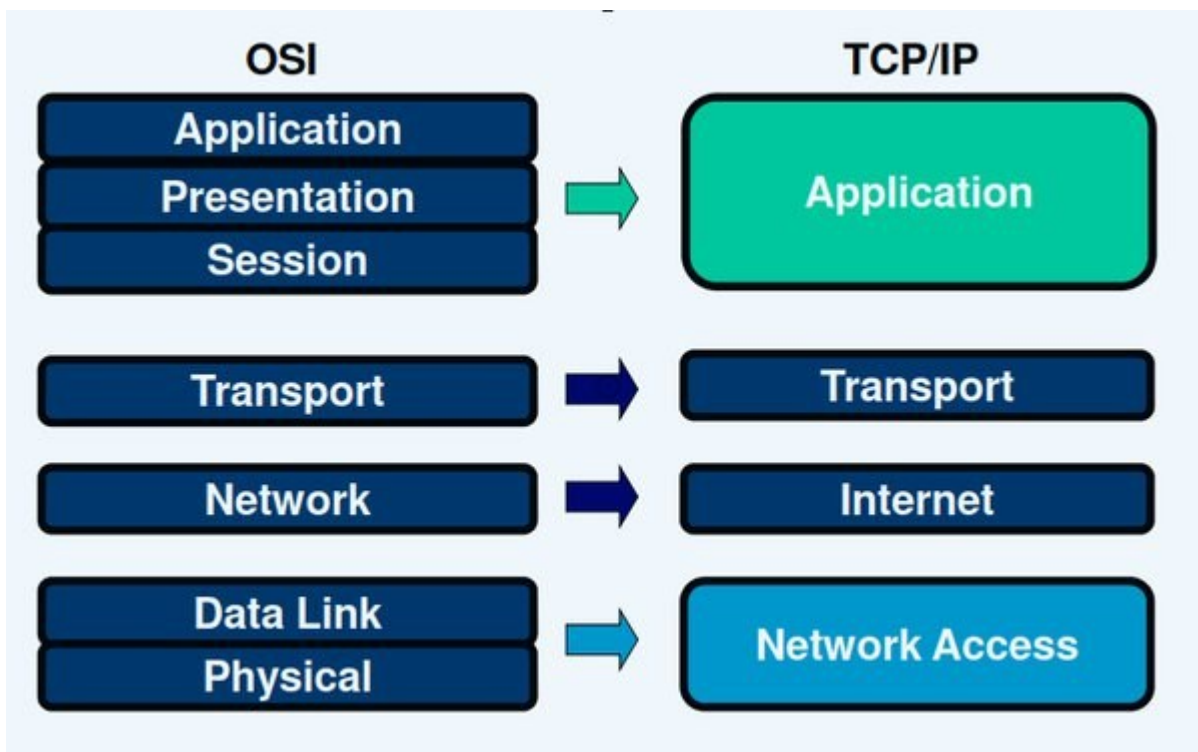 OSI
Application
Presentation
Session
Transport
Network
Data Link
Physical
TCP/IP
Application
Transport
Internet
Network Access